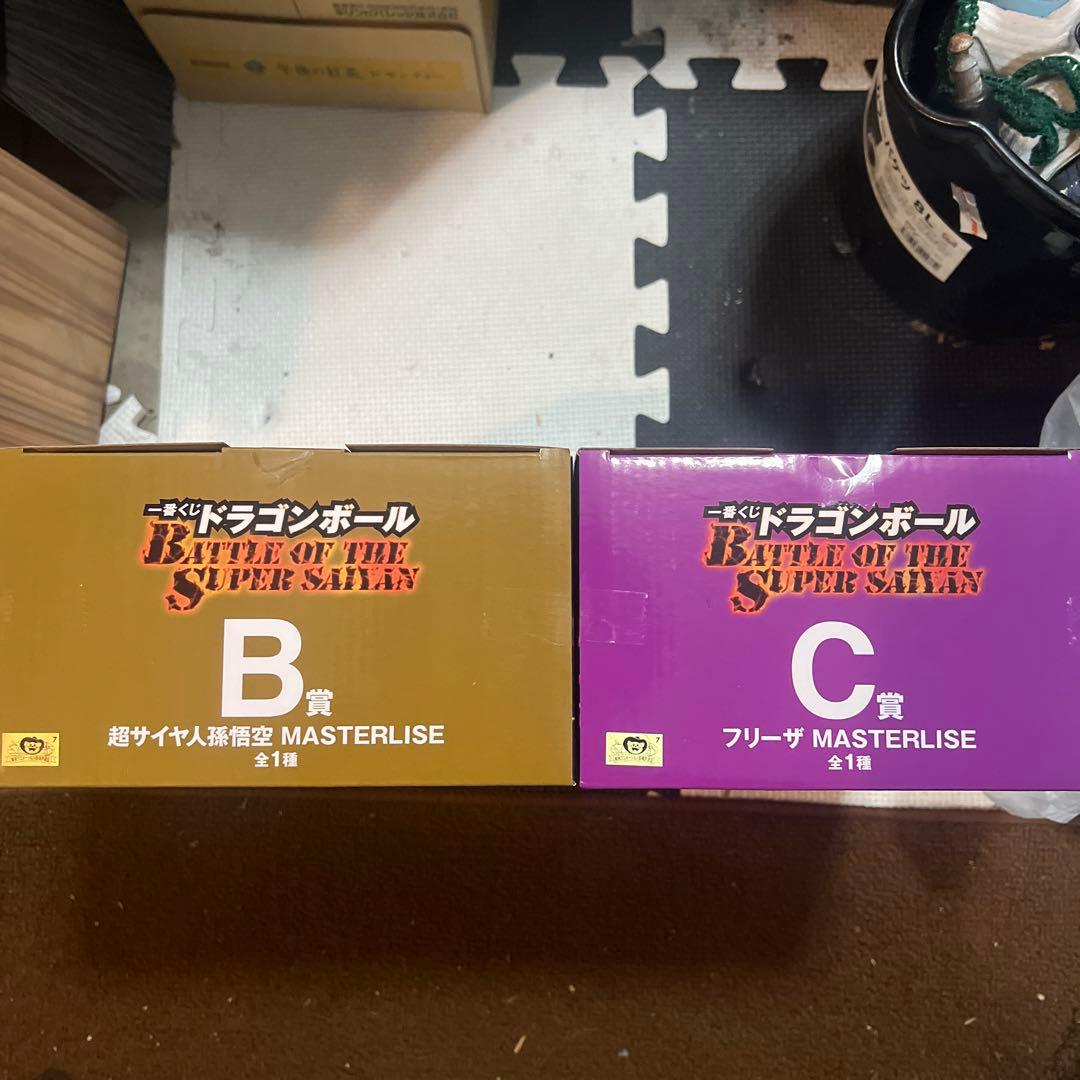 8L
一番くじ ドラゴンボール
BATTLE OF THE
SUPER SAIYAN
B賞
超サイヤ人孫悟空 MASTERLISE
全1種
一番くじ ドラゴンボール
BATTLE OF THE
SUPER SAIYAN
C賞
フリーザ MASTERLISE
全1種